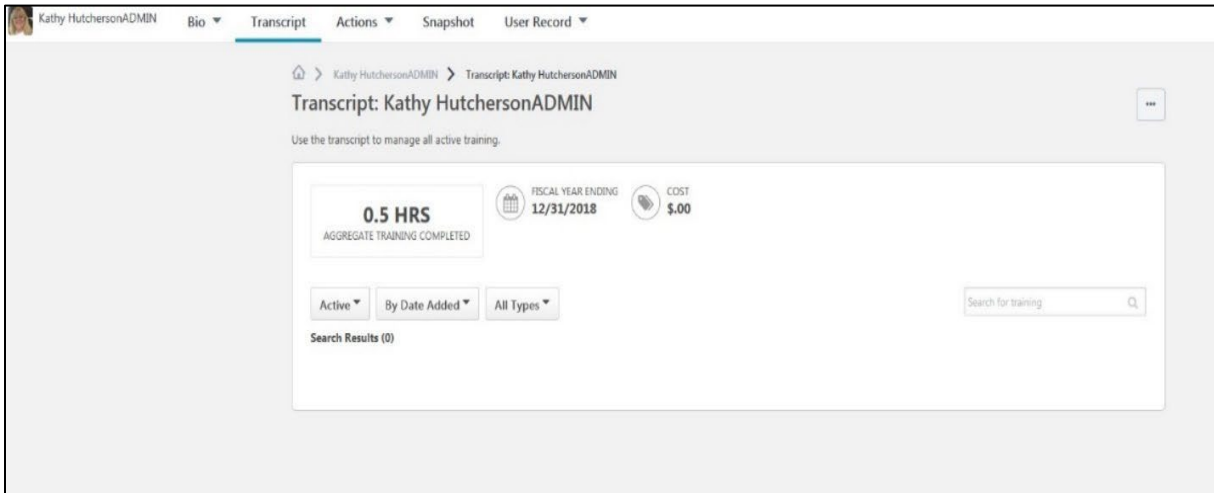 Kathy HutchersonADMIN Bio Transcript Actions Snapshot User Record
Kathy HutchersonADMIN Transcript: Kathy HutchersonADMIN
Transcript: Kathy HutchersonADMIN
Use the transcript to manage all active training.
0.5 HRS
AGGREGATE TRAINING COMPLETED
FISCAL YEAR ENDING
12/31/2018
COST
$.00
Active By Date Added All Types Search for training
Search Results (0)